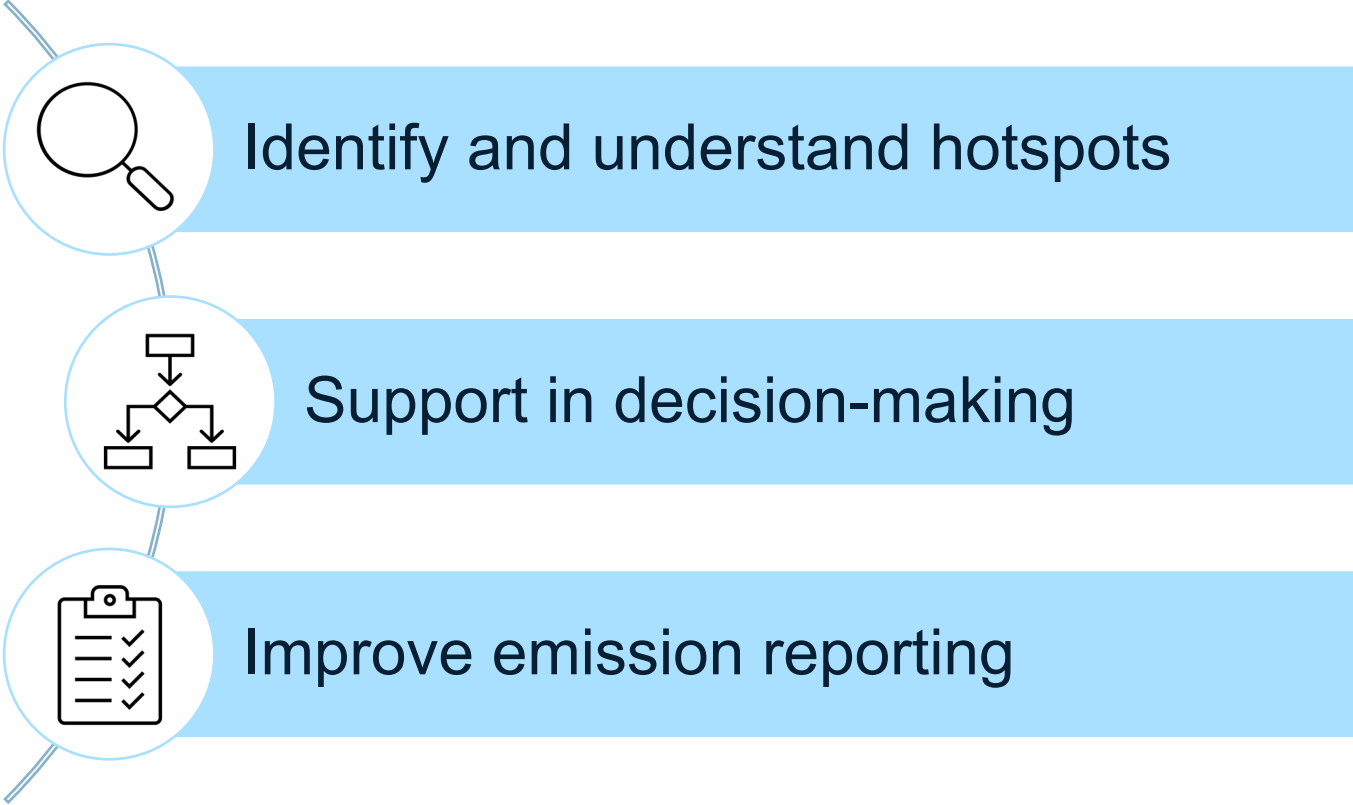 Identify and understand hotspots
Support in decision-making
Improve emission reporting